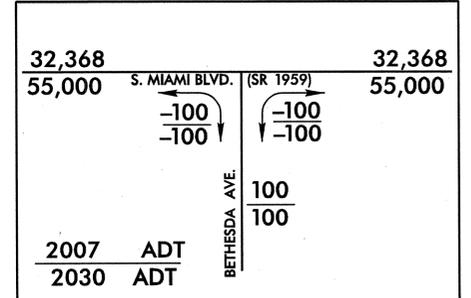 32,368 32,368
55,000 S. MIAMI BLVD. (SR 1959) 55,000
–100 –100
–100 –100
BETHESDA AVE.
100
100
2007 ADT
2030 ADT